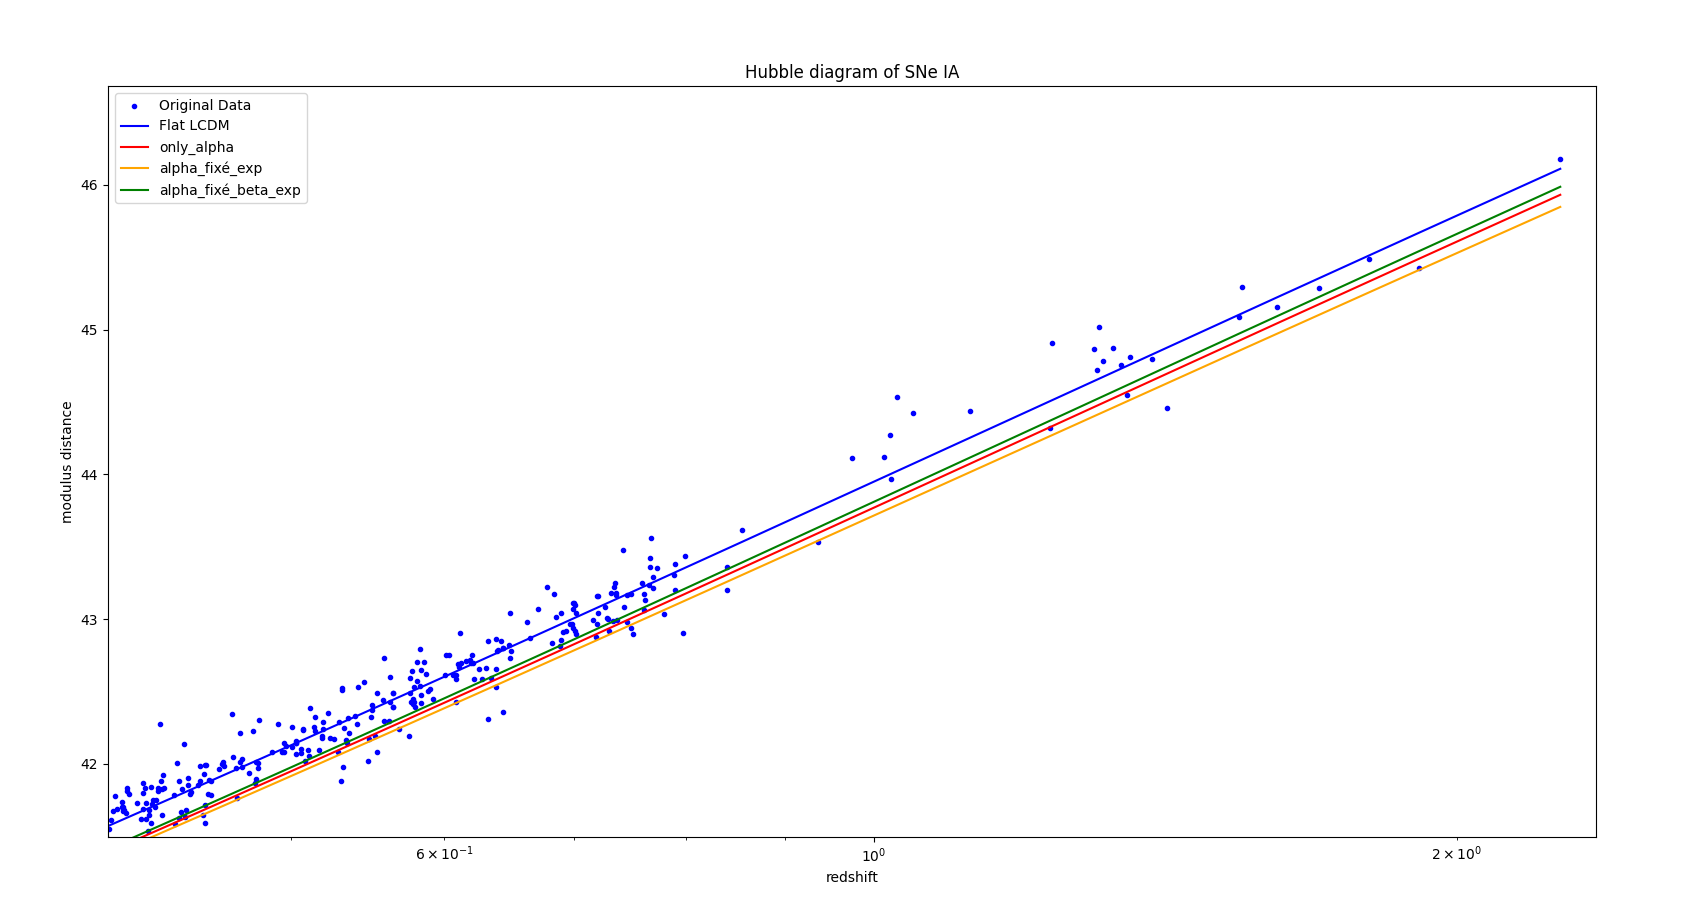 Hubble diagram of SNe IA
Original Data
Flat LCDM
only_alpha
alpha_fixé_exp
alpha_fixé_beta_exp
46
45
44
43
42
modulus distance
6 × 10⁻¹
10⁰
2 × 10⁰
redshift